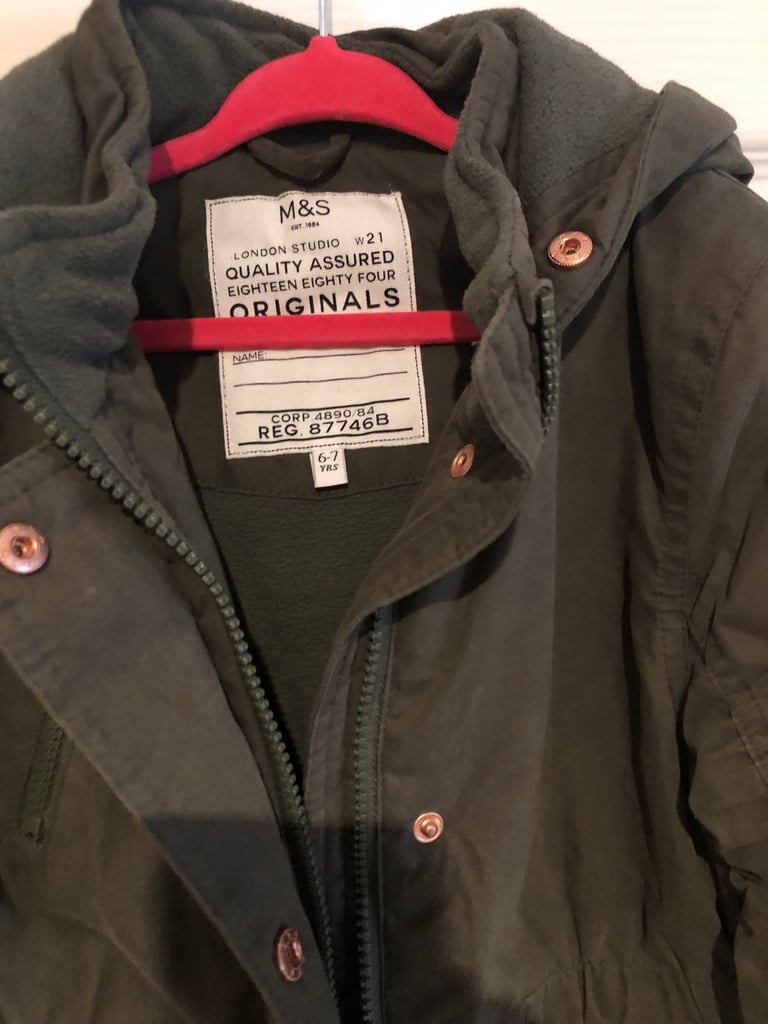 M&S
EST. 1884
LONDON STUDIO W21
QUALITY ASSURED
EIGHTEEN EIGHTY FOUR
ORIGINALS
NAME:
CORP 4890/84
REG. 87746B
6-7
YRS